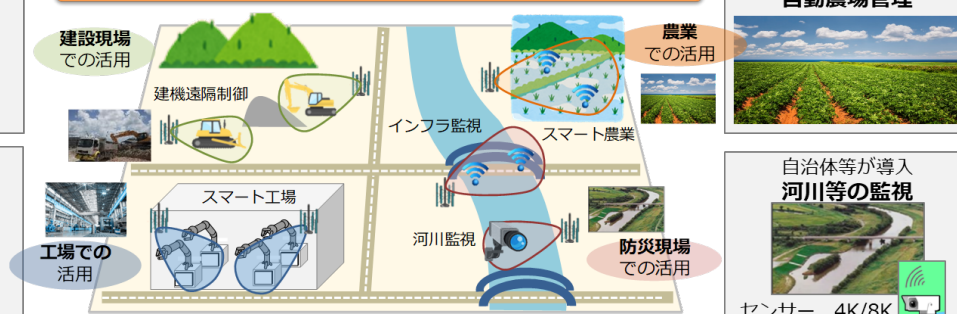 自動農場管理
建設現場
での活用
農業
での活用
建機遠隔制御
インフラ監視
スマート農業
自治体等が導入
河川等の監視
スマート工場
河川監視
工場での
活用
防災現場
での活用
センサー 4K/8K